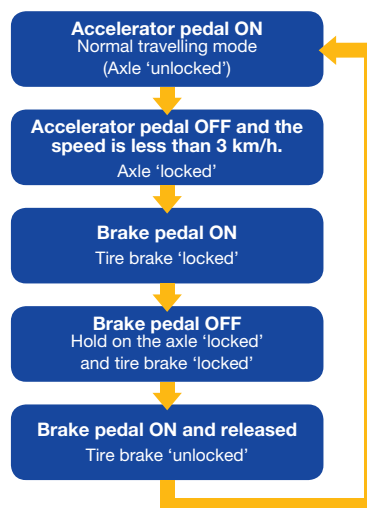 Accelerator pedal ON
Normal travelling mode
(Axle ‘unlocked’)
Accelerator pedal OFF and the
speed is less than 3 km/h.
Axle ‘locked’
Brake pedal ON
Tire brake ‘locked’
Brake pedal OFF
Hold on the axle ‘locked’
and tire brake ‘locked’
Brake pedal ON and released
Tire brake ‘unlocked’